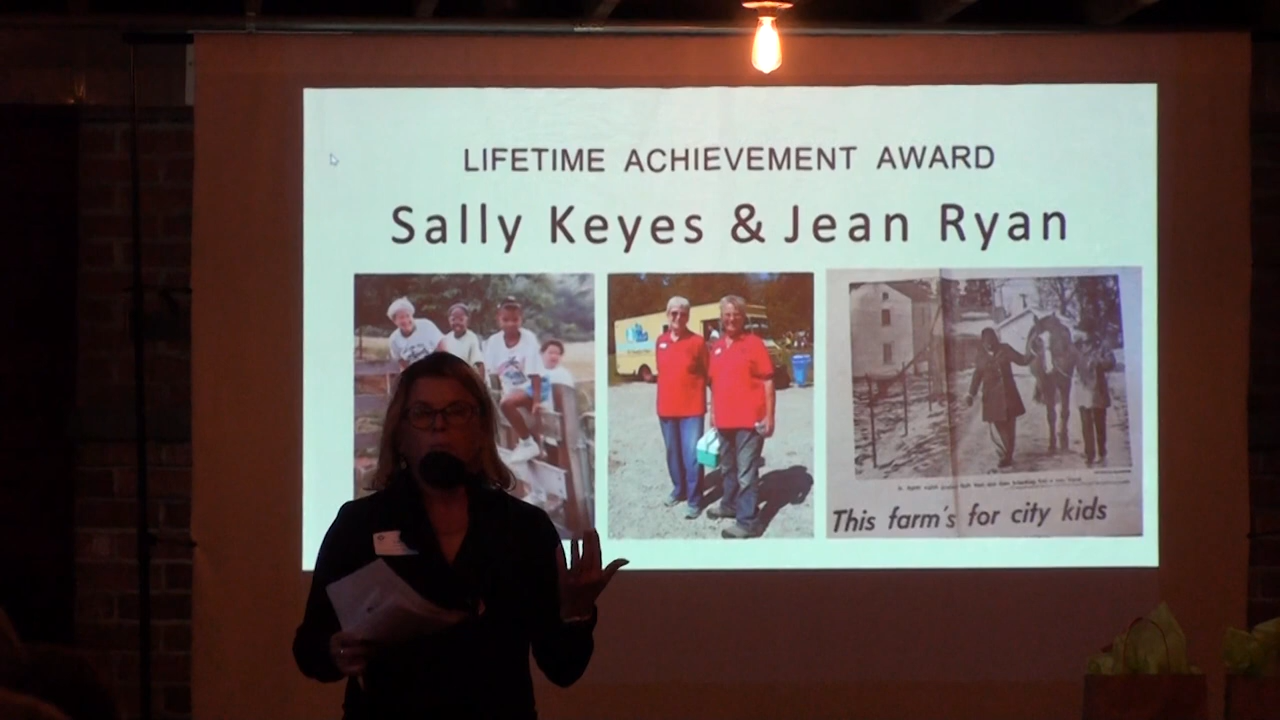 LIFETIME ACHIEVEMENT AWARD
Sally Keyes & Jean Ryan
This farm's for city kids